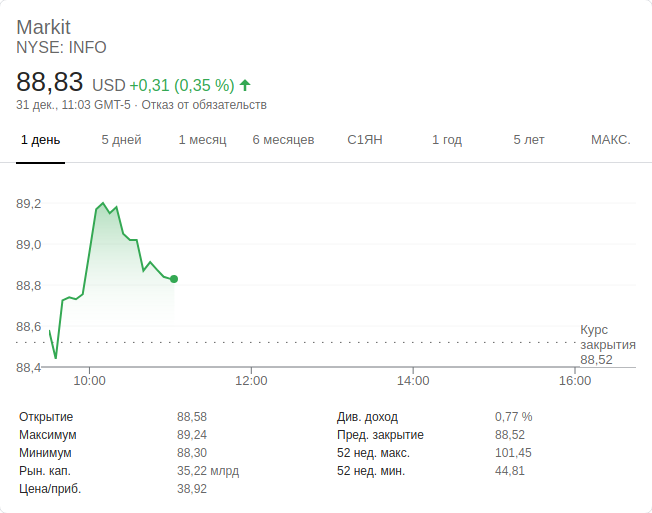 Markit
NYSE: INFO
88,83 USD +0,31 (0,35 %)
31 дек., 11:03 GMT-5 · Отказ от обязательств
1 день 5 дней 1 месяц 6 месяцев С1ЯН 1 год 5 лет МАКС.
89,2
89,0
88,8
88,6
88,4
Курс
закрытия
88,52
10:00 12:00 14:00 16:00
Открытие 88,58 Див. доход 0,77 %
Максимум 89,24 Пред. закрытие 88,52
Минимум 88,30 52 нед. макс. 101,45
Рын. кап. 35,22 млрд 52 нед. мин. 44,81
Цена/приб. 38,92